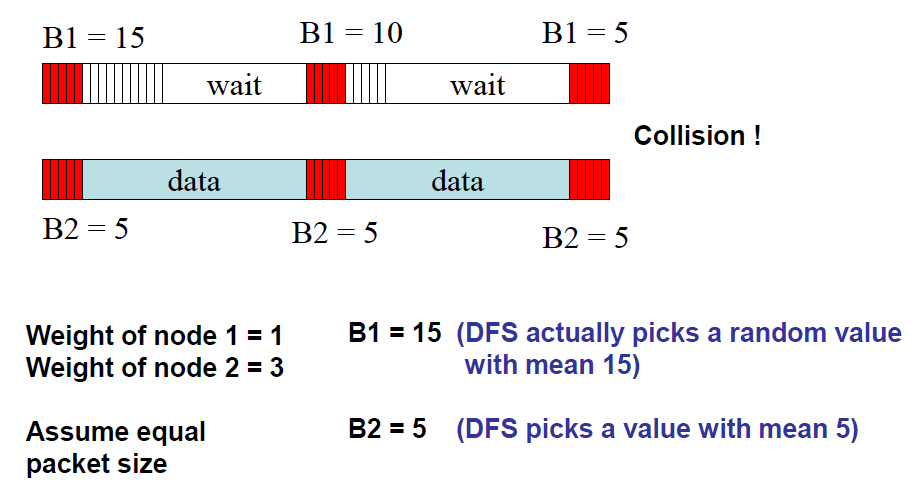 B1 = 15
B1 = 10
B1 = 5
wait
wait
Collision !
data
data
B2 = 5
B2 = 5
B2 = 5
Weight of node 1 = 1
Weight of node 2 = 3
B1 = 15 (DFS actually picks a random value
with mean 15)
Assume equal
packet size
B2 = 5 (DFS picks a value with mean 5)